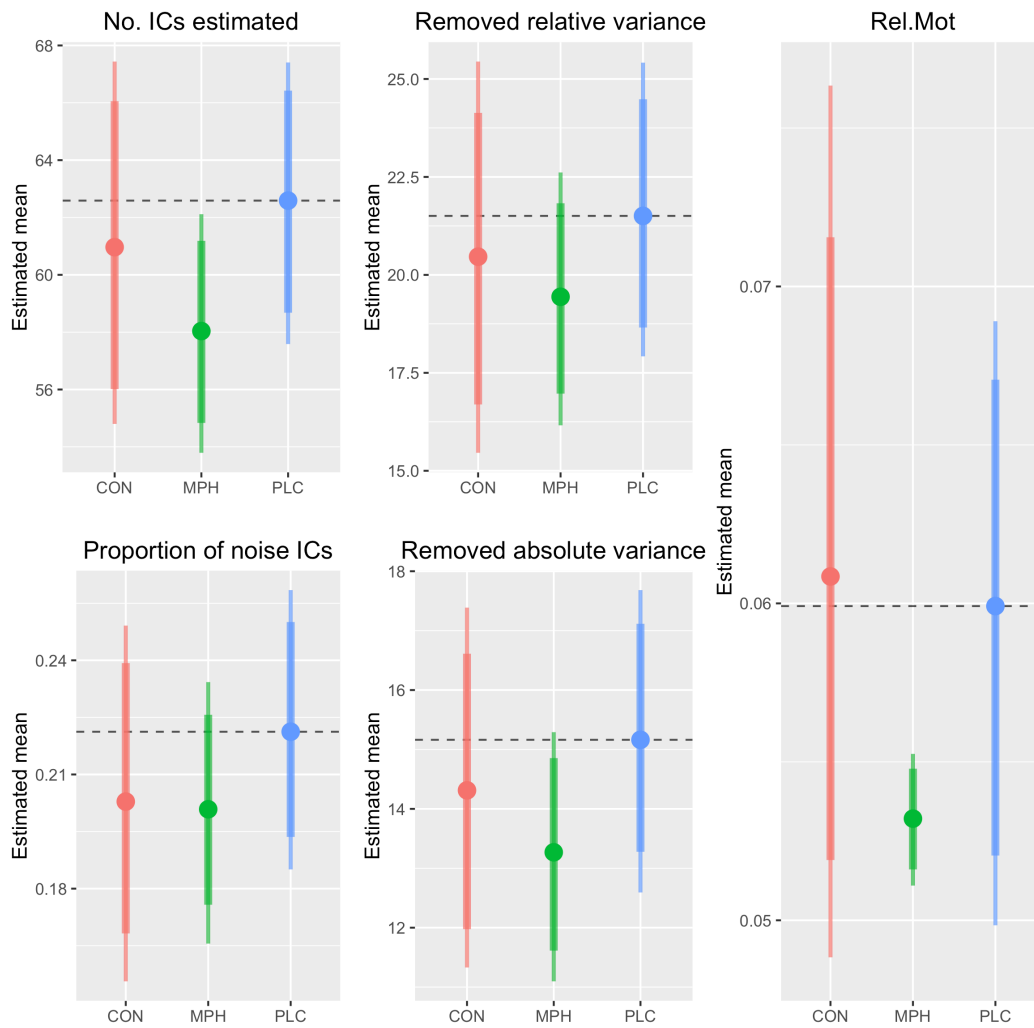 No. ICs estimated
Estimated mean
68
64
60
56
CON MPH PLC
Removed relative variance
Estimated mean
25.0
22.5
20.0
17.5
15.0
CON MPH PLC
Rel.Mot
Estimated mean
0.07
0.06
0.05
CON MPH PLC
Proportion of noise ICs
Estimated mean
0.24
0.21
0.18
CON MPH PLC
Removed absolute variance
Estimated mean
18
16
14
12
CON MPH PLC